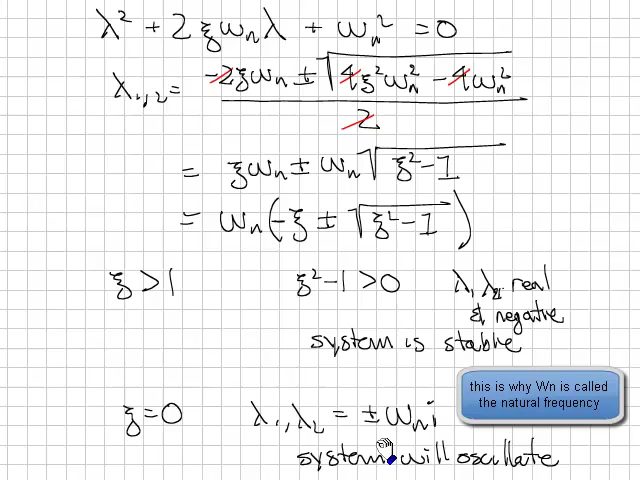 λ² + 2ξωₙλ + ωₙ² = 0
λ₁,₂ = (-2ξωₙ ± √(4ξ²ωₙ² - 4ωₙ²)) / 2
= ξωₙ ± ωₙ√(ξ² - 1)
= ωₙ(-ξ ± √(ξ² - 1))
ξ > 1 ξ² - 1 > 0 λ₁ λ₂ real
& negative
system is stable
this is why Wn is called
the natural frequency
ξ = 0 λ₁, λ₂ = ± ωₙi
system will oscillate